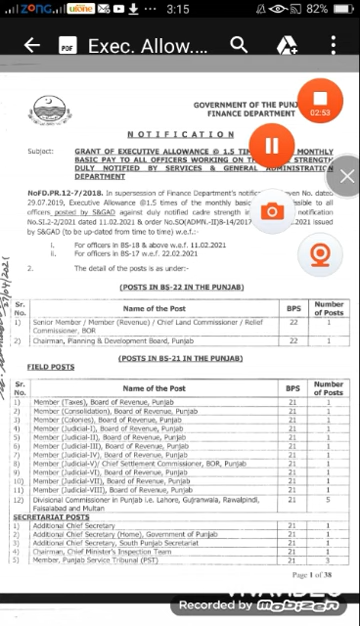 zong ufone 3:15 82%
PDF Exec. Allow....
02:53
GOVERNMENT OF THE PUNJ
FINANCE DEPARTMENT
NOTIFICATION
Subject: GRANT OF EXECUTIVE ALLOWANCE @ 1.5 TIM MONTHLY
BASIC PAY TO ALL OFFICERS WORKING ON STRENGTH
DULY NOTIFIED BY SERVICES & GENERAL ADMINISTRATION
DEPARTMENT
NoFD.PR.12-7/2018. In supersession of Finance Department's notific ven No. dated
29.07.2019, Executive Allowance @1.5 times of the monthly basic ssible to all
officers, posted by S&GAD against duly notified cadre strength in notification
No.SI.2-2/2021 dated 11.02.2021 & order No.SO(ADMN.-II)8-14/201 .2021 issued
by S&GAD (to be up-dated from time to time) w.e.f.:-
i. For officers in BS-18 & above w.e.f. 11.02.2021
ii. For officers in BS-17 w.e.f. 22.02.2021
2. The detail of the posts is as under:-
27/04/2021
(POSTS IN BS-22 IN THE PUNJAB)
Sr. No. Name of the Post BPS Number of Posts
1) Senior Member / Member (Revenue) / Chief Land Commissioner / Relief 22 1
Commissioner, BOR
2) Chairman, Planning & Development Board, Punjab 22 1
(POSTS IN BS-21 IN THE PUNJAB)
FIELD POSTS
Sr. No. Name of the Post BPS Number of Posts
1) Member (Taxes), Board of Revenue, Punjab 21 1
2) Member (Consolidation), Board of Revenue, Punjab 21 1
3) Member (Colonies), Board of Revenue, Punjab 21 1
4) Member (Judicial-I), Board of Revenue, Punjab 21 1
5) Member (Judicial-II), Board of Revenue, Punjab 21 1
6) Member (Judicial-III), Board of Revenue, Punjab 21 1
7) Member (Judicial-IV), Board of Revenue, Punjab 21 1
8) Member (Judicial-V)/ Chief Settlement Commissioner, BOR, Punjab 21 1
9) Member (Judicial-VI), Board of Revenue, Punjab 21 1
10) Member (Judicial-VII), Board of Revenue, Punjab 21 1
11) Member (Judicial-VIII), Board of Revenue, Punjab 21 1
12) Divisional Commissioner in Punjab i.e. Lahore, Gujranwala, Rawalpindi, 21 5
Faisalabad and Multan
SECRETARIAT POSTS
1) Additional Chief Secretary 21 1
2) Additional Chief Secretary (Home), Government of Punjab 21 1
3) Additional Chief Secretary, South Punjab Secretariat 21 1
4) Chairman, Chief Minister's Inspection Team 21 1
5) Member, Punjab Service Tribunal (PST) 21 3
Page 1 of 38
VIVAVIDEO
Recorded by mobizen